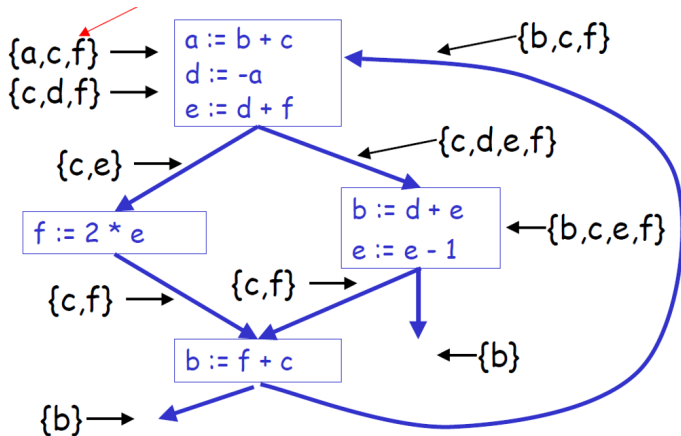 {b,c,f}
a := b + c
{a,c,f}
d := -a
{c,d,f}
e := d + f
{c,d,e,f}
{c,e}
b := d + e
f := 2 * e
{b,c,e,f}
e := e - 1
{c,f}
{c,f}
b := f + c
{b}
{b}